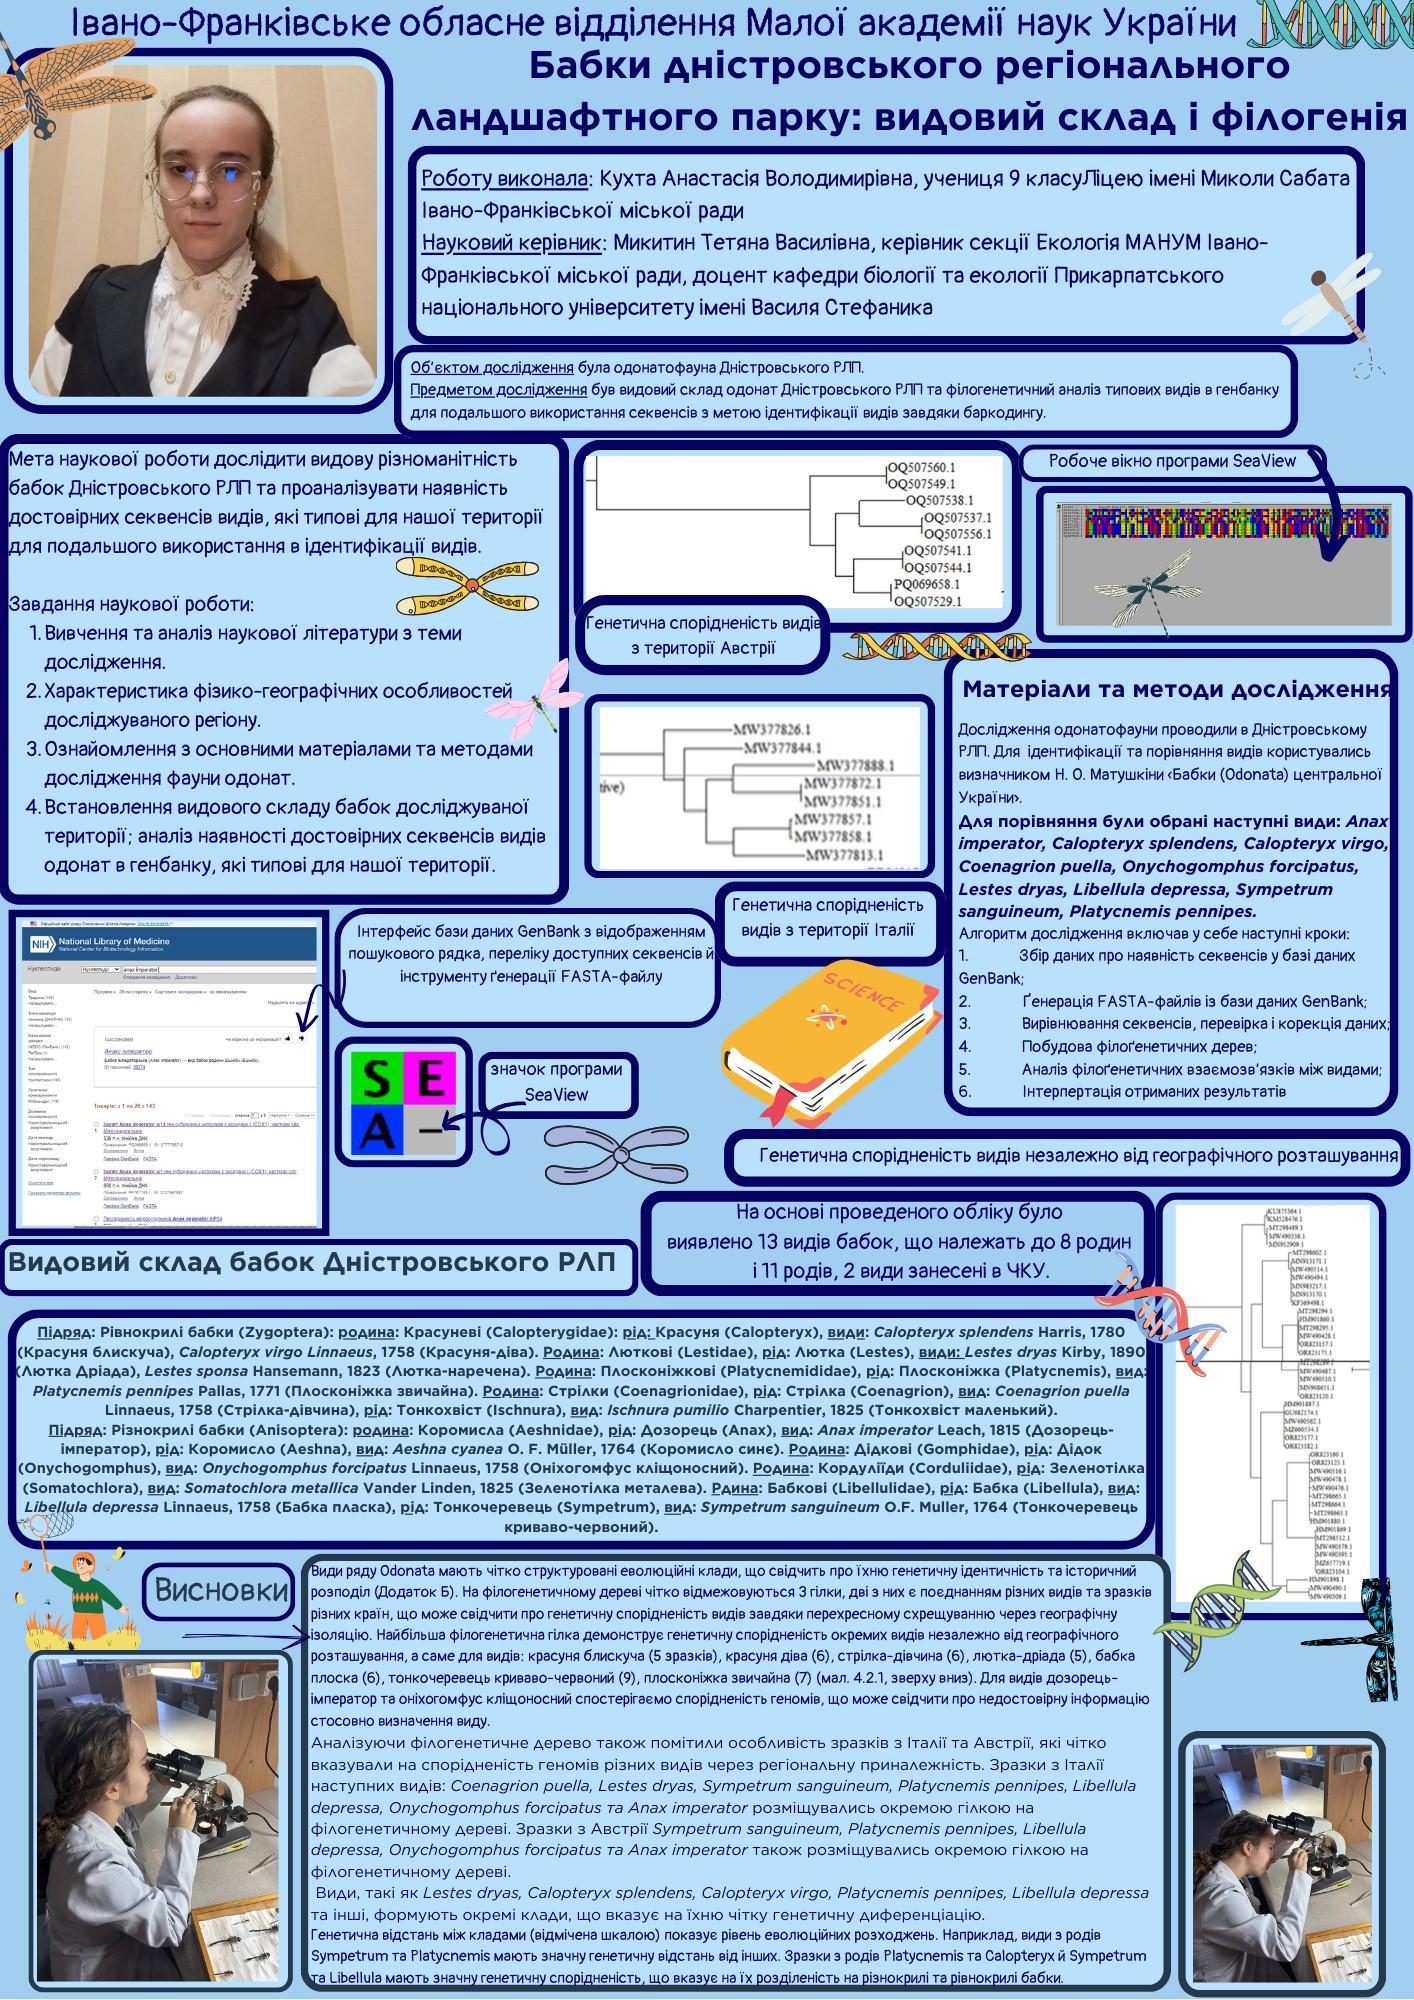 Івано-Франківське обласне відділення Малої академії наук України
Бабки дністровського регіонального
ландшафтного парку: видовий склад і філогенія
Роботу виконала: Кухта Анастасія Володимирівна, учениця 9 класуЛіцею імені Миколи Сабата
Івано-Франківської міської ради
Науковий керівник: Микитин Тетяна Василівна, керівник секції Екологія МАНУМ Івано-
Франківської міської ради, доцент кафедри біології та екології Прикарпатського
національного університету імені Василя Стефаника
Об'єктом дослідження була одонатофауна Дністровського РЛП.
Предметом дослідження був видовий склад одонат Дністровського РЛП та філогенетичний аналіз типових видів в генбанку
для подальшого використання секвенсів з метою ідентифікації видів завдяки баркодингу.
Мета наукової роботи дослідити видову різноманітність
бабок Дністровського РЛП та проаналізувати наявність
достовірних секвенсів видів, які типові для нашої території
для подальшого використання в ідентифікації видів.
Завдання наукової роботи:
1. Вивчення та аналіз наукової літератури з теми
дослідження.
2. Характеристика фізико-географічних особливостей
досліджуваного регіону.
3. Ознайомлення з основними матеріалами та методами
дослідження фауни одонат.
4. Встановлення видового складу бабок досліджуваної
території; аналіз наявності достовірних секвенсів видів
одонат в генбанку, які типові для нашої території.
OQ507560.1
OQ507549.1
OQ507538.1
OQ507537.1
OQ507556.1
OQ507541.1
OQ507544.1
PQ069658.1
OQ507529.1
Генетична спорідненість видів
з території Австрії
Робоче вікно програми SeaView
MW377826.1
MW377844.1
MW377888.1
tive)
MW377872.1
MW377851.1
MW377857.1
MW377858.1
MW377813.1
Генетична спорідненість
видів з території Італії
Матеріали та методи дослідження
Дослідження одонатофауни проводили в Дністровському
РЛП. Для ідентифікації та порівняння видів користувались
визначником Н. О. Матушкіни «Бабки (Odonata) центральної
України».
Для порівняння були обрані наступні види: Anax
imperator, Calopteryx splendens, Calopteryx virgo,
Coenagrion puella, Onychogomphus forcipatus,
Lestes dryas, Libellula depressa, Sympetrum
sanguineum, Platycnemis pennipes.
Алгоритм дослідження включав у себе наступні кроки:
1. Збір даних про наявність секвенсів у базі даних
GenBank;
2. Ґенерація FASTA-файлів із бази даних GenBank;
3. Вирівнювання секвенсів, перевірка і корекція даних;
4. Побудова філоґенетичних дерев;
5. Аналіз філоґенетичних взаємозв'язків між видами;
6. Інтерпертація отриманих результатів
NIH National Library of Medicine
National Center for Biotechnology Information
Нуклеотиди
anax imperator
Анакс імператор
Товарів: з 1 по 20 з 143
Інтерфейс бази даних GenBank з відображенням
пошукового рядка, переліку доступних секвенсів й
інструменту ґенерації FASTA-файлу
S E
A -
значок програми
SeaView
SCIENCE
Генетична спорідненість видів незалежно від географічного розташування
На основі проведеного обліку було
виявлено 13 видів бабок, що належать до 8 родин
і 11 родів, 2 види занесені в ЧКУ.
Видовий склад бабок Дністровського РЛП
Підряд: Рівнокрилі бабки (Zygoptera): родина: Красуневі (Calopterygidae): рід: Красуня (Calopteryx), види: Calopteryx splendens Harris, 1780
(Красуня блискуча), Calopteryx virgo Linnaeus, 1758 (Красуня-діва). Родина: Люткові (Lestidae), рід: Лютка (Lestes), види: Lestes dryas Kirby, 1890
(Лютка Дріада), Lestes sponsa Hansemann, 1823 (Лютка-наречена). Родина: Плосконіжкові (Platycnemididae), рід: Плосконіжка (Platycnemis), вид:
Platycnemis pennipes Pallas, 1771 (Плосконіжка звичайна). Родина: Стрілки (Coenagrionidae), рід: Стрілка (Coenagrion), вид: Coenagrion puella
Linnaeus, 1758 (Стрілка-дівчина), рід: Тонкохвіст (Ischnura), вид: Ishnura pumilio Charpentier, 1825 (Тонкохвіст маленький).
Підряд: Різнокрилі бабки (Anisoptera): родина: Коромисла (Aeshnidae), рід: Дозорець (Anax), вид: Anax imperator Leach, 1815 (Дозорець-
імператор), рід: Коромисло (Aeshna), вид: Aeshna cyanea O. F. Müller, 1764 (Коромисло синє). Родина: Дідкові (Gomphidae), рід: Дідок
(Onychogomphus), вид: Onychogomphus forcipatus Linnaeus, 1758 (Оніхогомфус кліщоносний). Родина: Кордуліїди (Corduliidae), рід: Зеленотілка
(Somatochlora), вид: Somatochlora metallica Vander Linden, 1825 (Зеленотілка металева). Рдина: Бабкові (Libellulidae), рід: Бабка (Libellula), вид:
Libellula depressa Linnaeus, 1758 (Бабка пласка), рід: Тонкочеревець (Sympetrum), вид: Sympetrum sanguineum O.F. Muller, 1764 (Тонкочеревець
криваво-червоний).
Висновки
Види ряду Odonata мають чітко структуровані еволюційні клади, що свідчить про їхню генетичну ідентичність та історичний
розподіл (Додаток Б). На філогенетичному дереві чітко відмежовуються 3 гілки, дві з них є поєднанням різних видів та зразків
різних країн, що може свідчити про генетичну спорідненість видів завдяки перехресному схрещуванню через географічну
ізоляцію. Найбільша філогенетична гілка демонструє генетичну спорідненість окремих видів незалежно від географічного
розташування, а саме для видів: красуня блискуча (5 зразків), красуня діва (6), стрілка-дівчина (6), лютка-дріада (5), бабка
плоска (6), тонкочеревець криваво-червоний (9), плосконіжка звичайна (7) (мал. 4.2.1, зверху вниз). Для видів дозорець-
імператор та оніхогомфус кліщоносний спостерігаємо спорідненість геномів, що може свідчити про недостовірну інформацію
стосовно визначення виду.
Аналізуючи філогенетичне дерево також помітили особливість зразків з Італії та Австрії, які чітко
вказували на спорідненість геномів різних видів через регіональну приналежність. Зразки з Італії
наступних видів: Coenagrion puella, Lestes dryas, Sympetrum sanguineum, Platycnemis pennipes, Libellula
depressa, Onychogomphus forcipatus та Anax imperator розміщувались окремою гілкою на
філогенетичному дереві. Зразки з Австрії Sympetrum sanguineum, Platycnemis pennipes, Libellula
depressa, Onychogomphus forcipatus та Anax imperator також розміщувались окремою гілкою на
філогенетичному дереві.
Види, такі як Lestes dryas, Calopteryx splendens, Calopteryx virgo, Platycnemis pennipes, Libellula depressa
та інші, формують окремі клади, що вказує на їхню чітку генетичну диференціацію.
Генетична відстань між кладами (відмічена шкалою) показує рівень еволюційних розходжень. Наприклад, види з родів
Sympetrum та Platycnemis мають значну генетичну відстань від інших. Зразки з родів Platycnemis та Calopteryx й Sympetrum
та Libellula мають значну генетичну спорідненість, що вказує на їх розділеність на різнокрилі та рівнокрилі бабки.